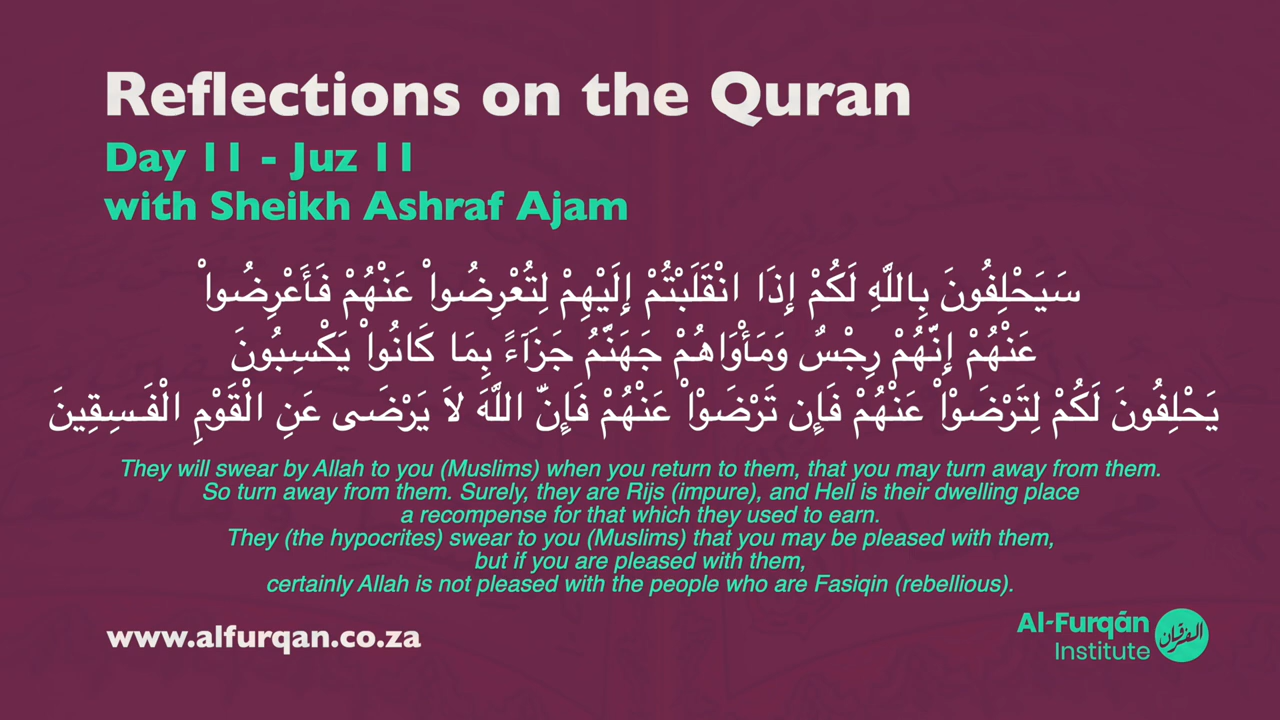 Reflections on the Quran
Day 11 - Juz 11
with Sheikh Ashraf Ajam
سَيَحْلِفُونَ بِاللَّهِ لَكُمْ إِذَا انْقَلَبْتُمْ إِلَيْهِمْ لِتُعْرِضُواْ عَنْهُمْ فَأَعْرِضُواْ
عَنْهُمْ إِنَّهُمْ رِجْسٌ وَمَأْوَاهُمْ جَهَنَّمُ جَزَآءً بِمَا كَانُواْ يَكْسِبُونَ
يَحْلِفُونَ لَكُمْ لِتَرْضَوْاْ عَنْهُمْ فَإِن تَرْضَوْاْ عَنْهُمْ فَإِنَّ اللَّهَ لاَ يَرْضَى عَنِ الْقَوْمِ الْفَـسِقِينَ
They will swear by Allah to you (Muslims) when you return to them, that you may turn away from them.
So turn away from them. Surely, they are Rijs (impure), and Hell is their dwelling place
a recompense for that which they used to earn.
They (the hypocrites) swear to you (Muslims) that you may be pleased with them,
but if you are pleased with them,
certainly Allah is not pleased with the people who are Fasiqin (rebellious).
www.alfurqan.co.za
Al-Furqán
Institute
الفرقان